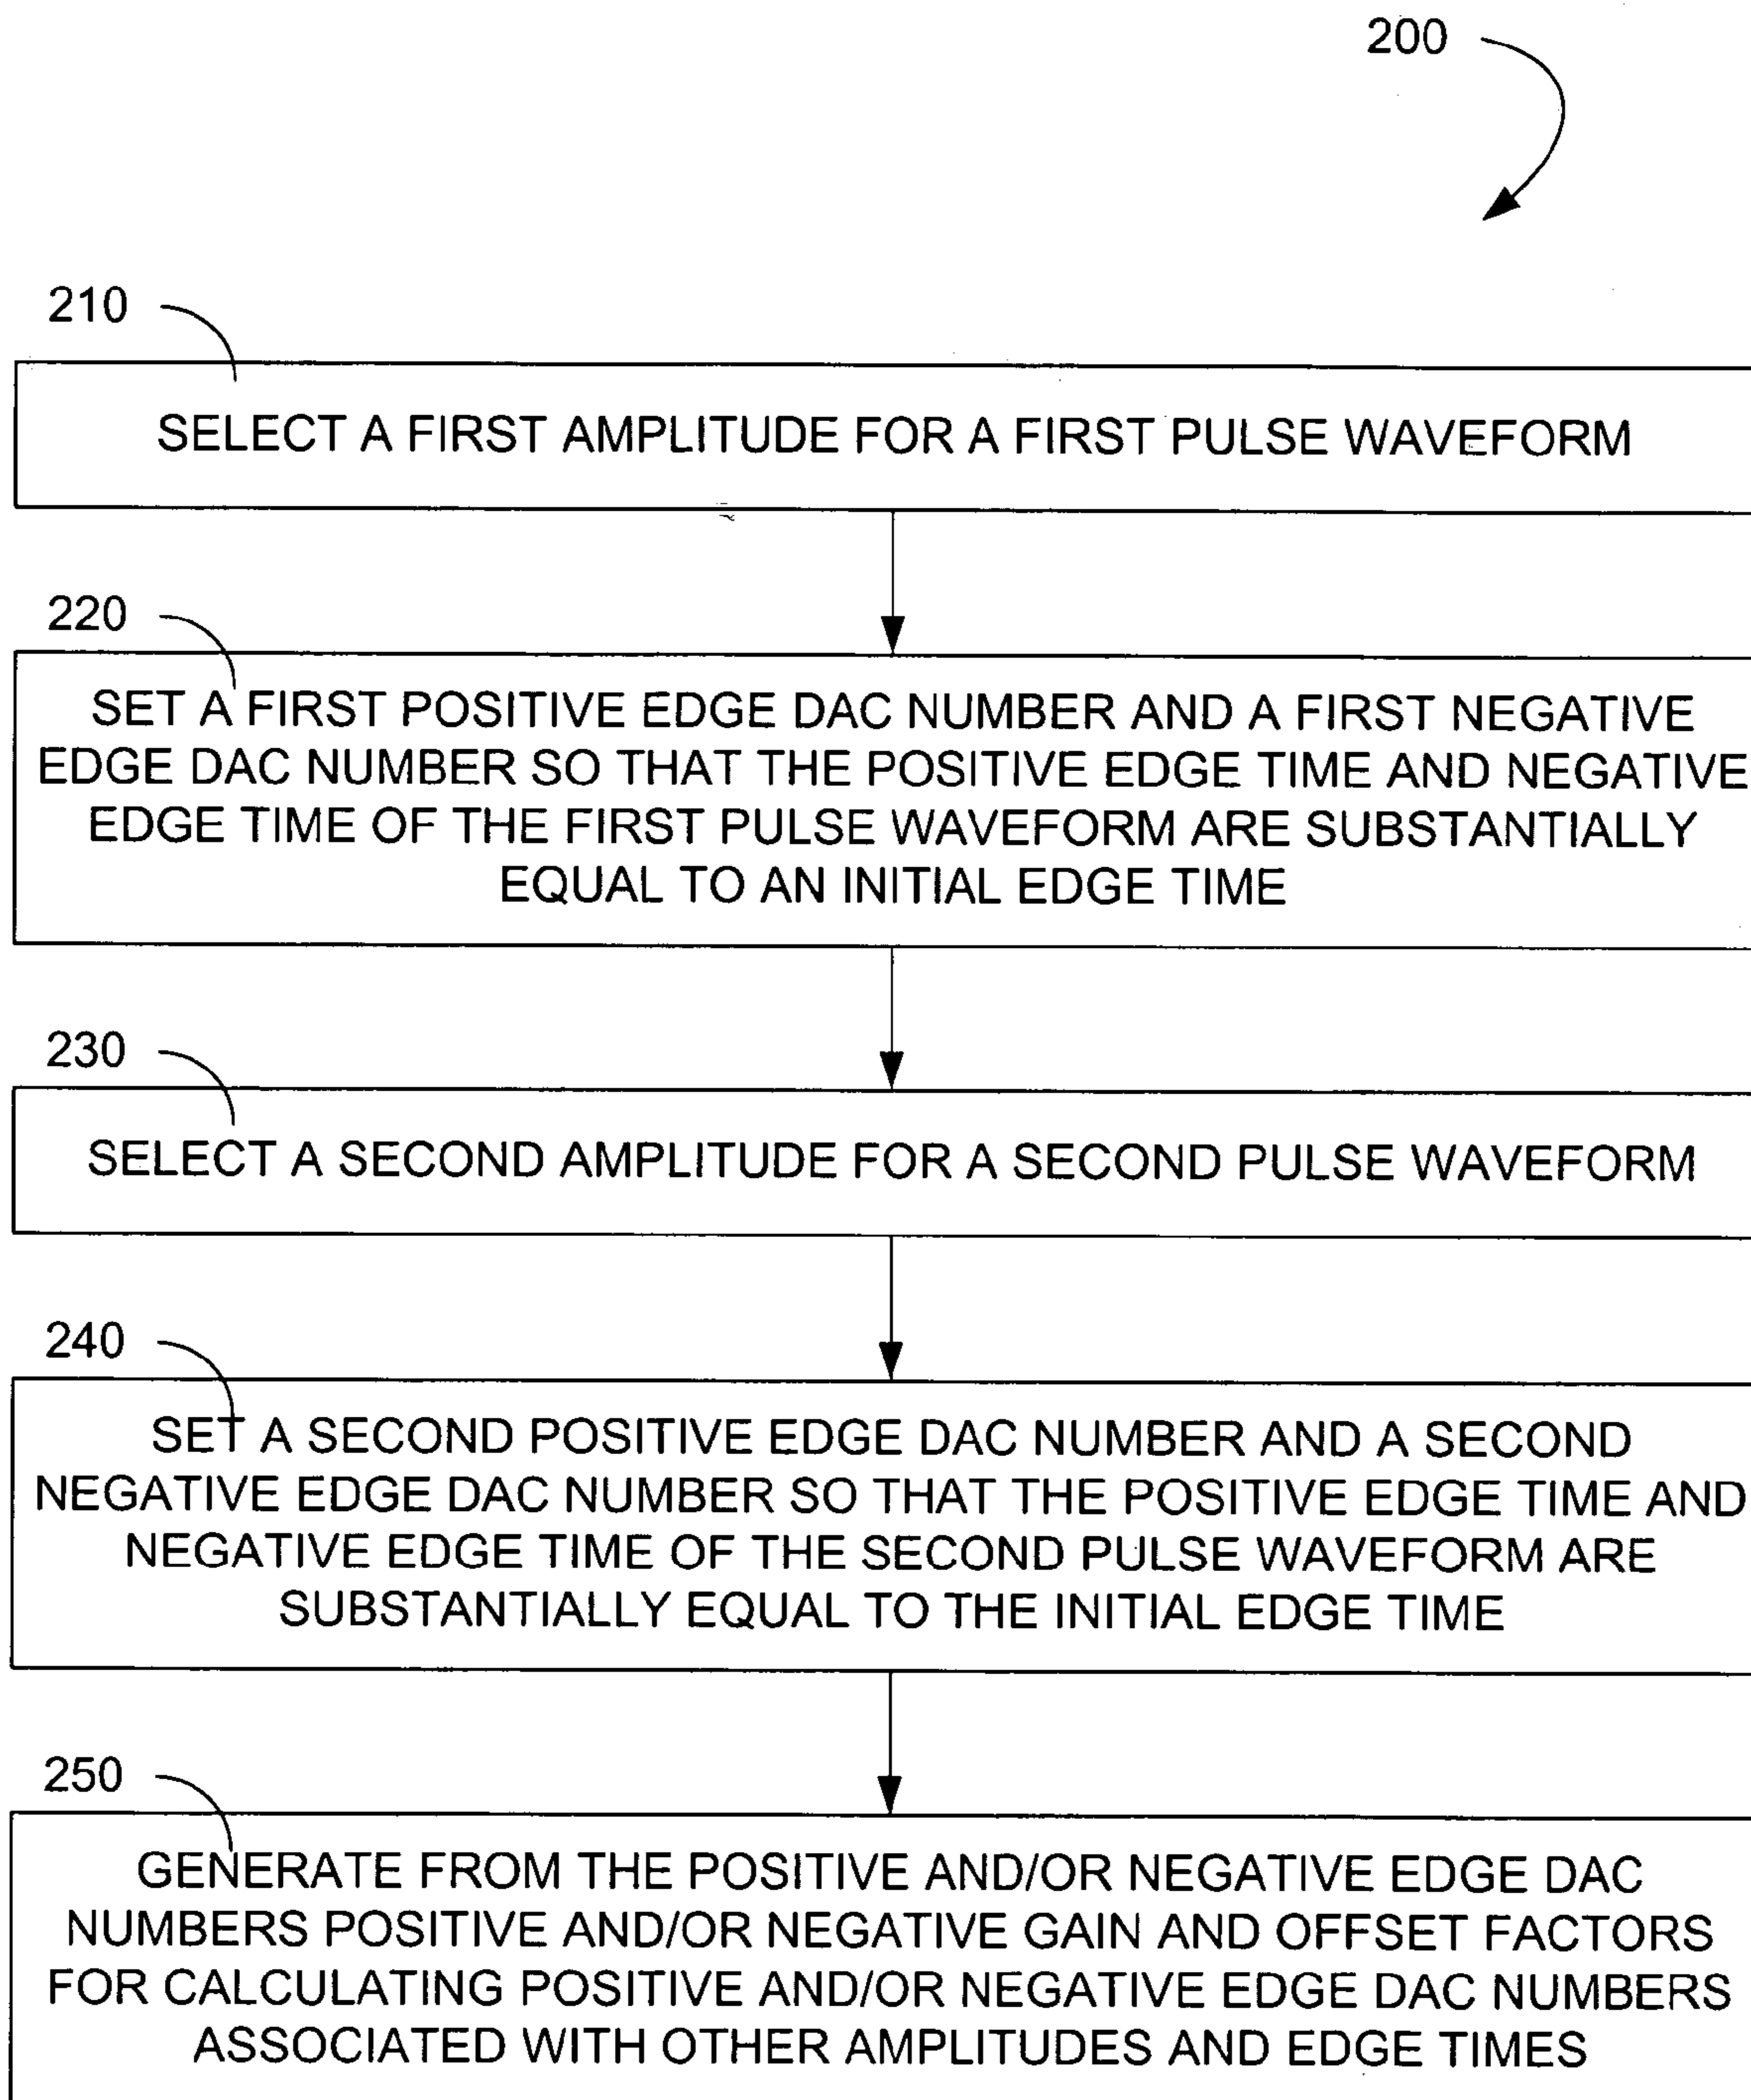 200
210
SELECT A FIRST AMPLITUDE FOR A FIRST PULSE WAVEFORM
220
SET A FIRST POSITIVE EDGE DAC NUMBER AND A FIRST NEGATIVE
EDGE DAC NUMBER SO THAT THE POSITIVE EDGE TIME AND NEGATIVE
EDGE TIME OF THE FIRST PULSE WAVEFORM ARE SUBSTANTIALLY
EQUAL TO AN INITIAL EDGE TIME
230
SELECT A SECOND AMPLITUDE FOR A SECOND PULSE WAVEFORM
240
SET A SECOND POSITIVE EDGE DAC NUMBER AND A SECOND
NEGATIVE EDGE DAC NUMBER SO THAT THE POSITIVE EDGE TIME AND
NEGATIVE EDGE TIME OF THE SECOND PULSE WAVEFORM ARE
SUBSTANTIALLY EQUAL TO THE INITIAL EDGE TIME
250
GENERATE FROM THE POSITIVE AND/OR NEGATIVE EDGE DAC
NUMBERS POSITIVE AND/OR NEGATIVE GAIN AND OFFSET FACTORS
FOR CALCULATING POSITIVE AND/OR NEGATIVE EDGE DAC NUMBERS
ASSOCIATED WITH OTHER AMPLITUDES AND EDGE TIMES